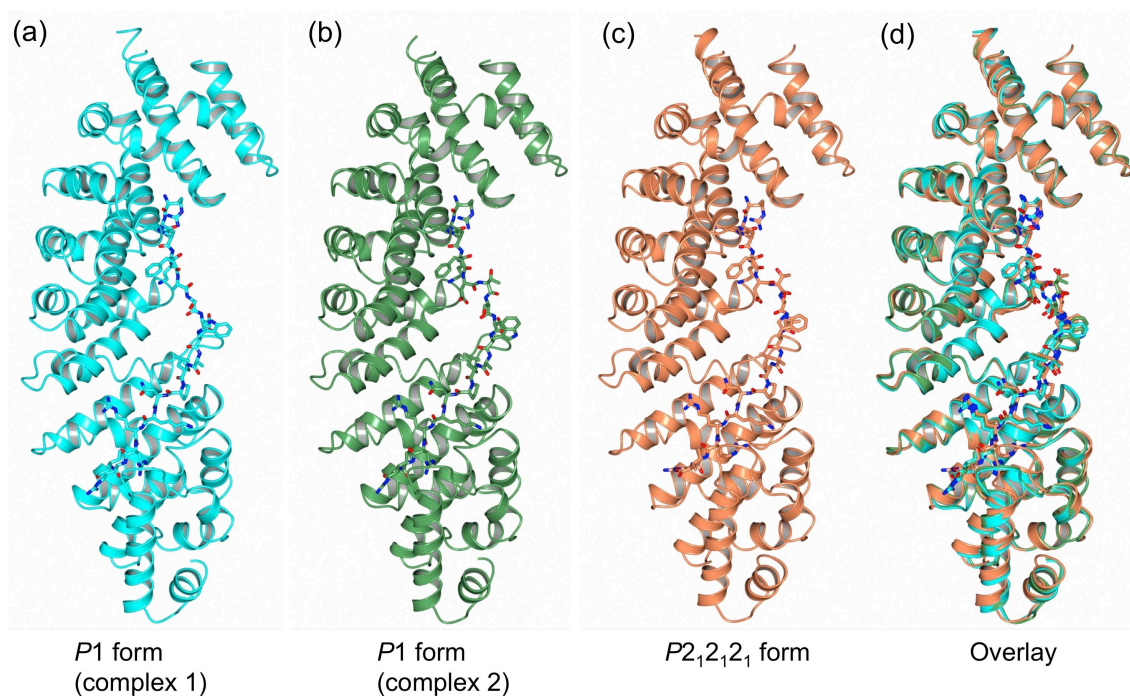 (a) (b) (c) (d)
P1 form P1 form P2₁2₁2₁ form Overlay
(complex 1) (complex 2)